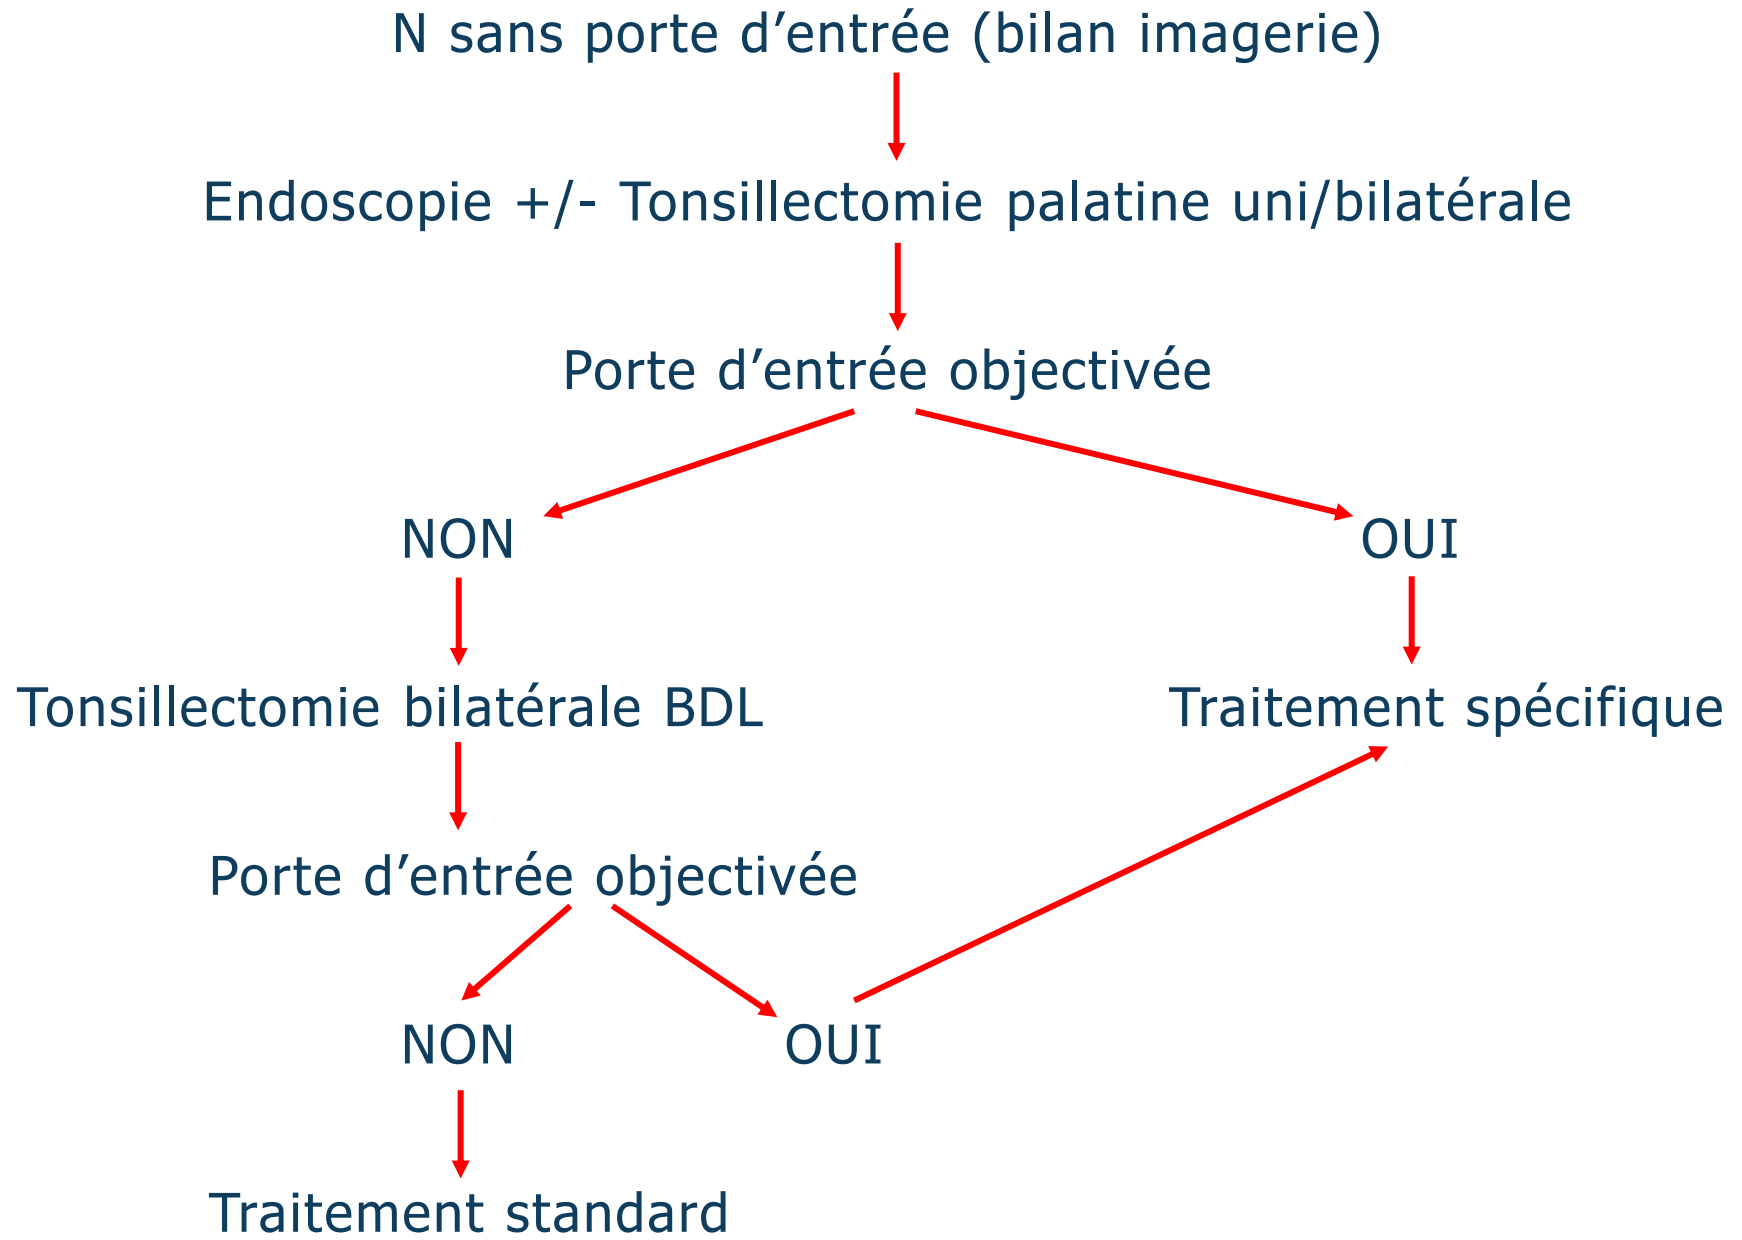 N sans porte d’entrée (bilan imagerie)
Endoscopie +/- Tonsillectomie palatine uni/bilatérale
Porte d’entrée objectivée
NON
OUI
Tonsillectomie bilatérale BDL
Traitement spécifique
Porte d’entrée objectivée
NON
OUI
Traitement standard